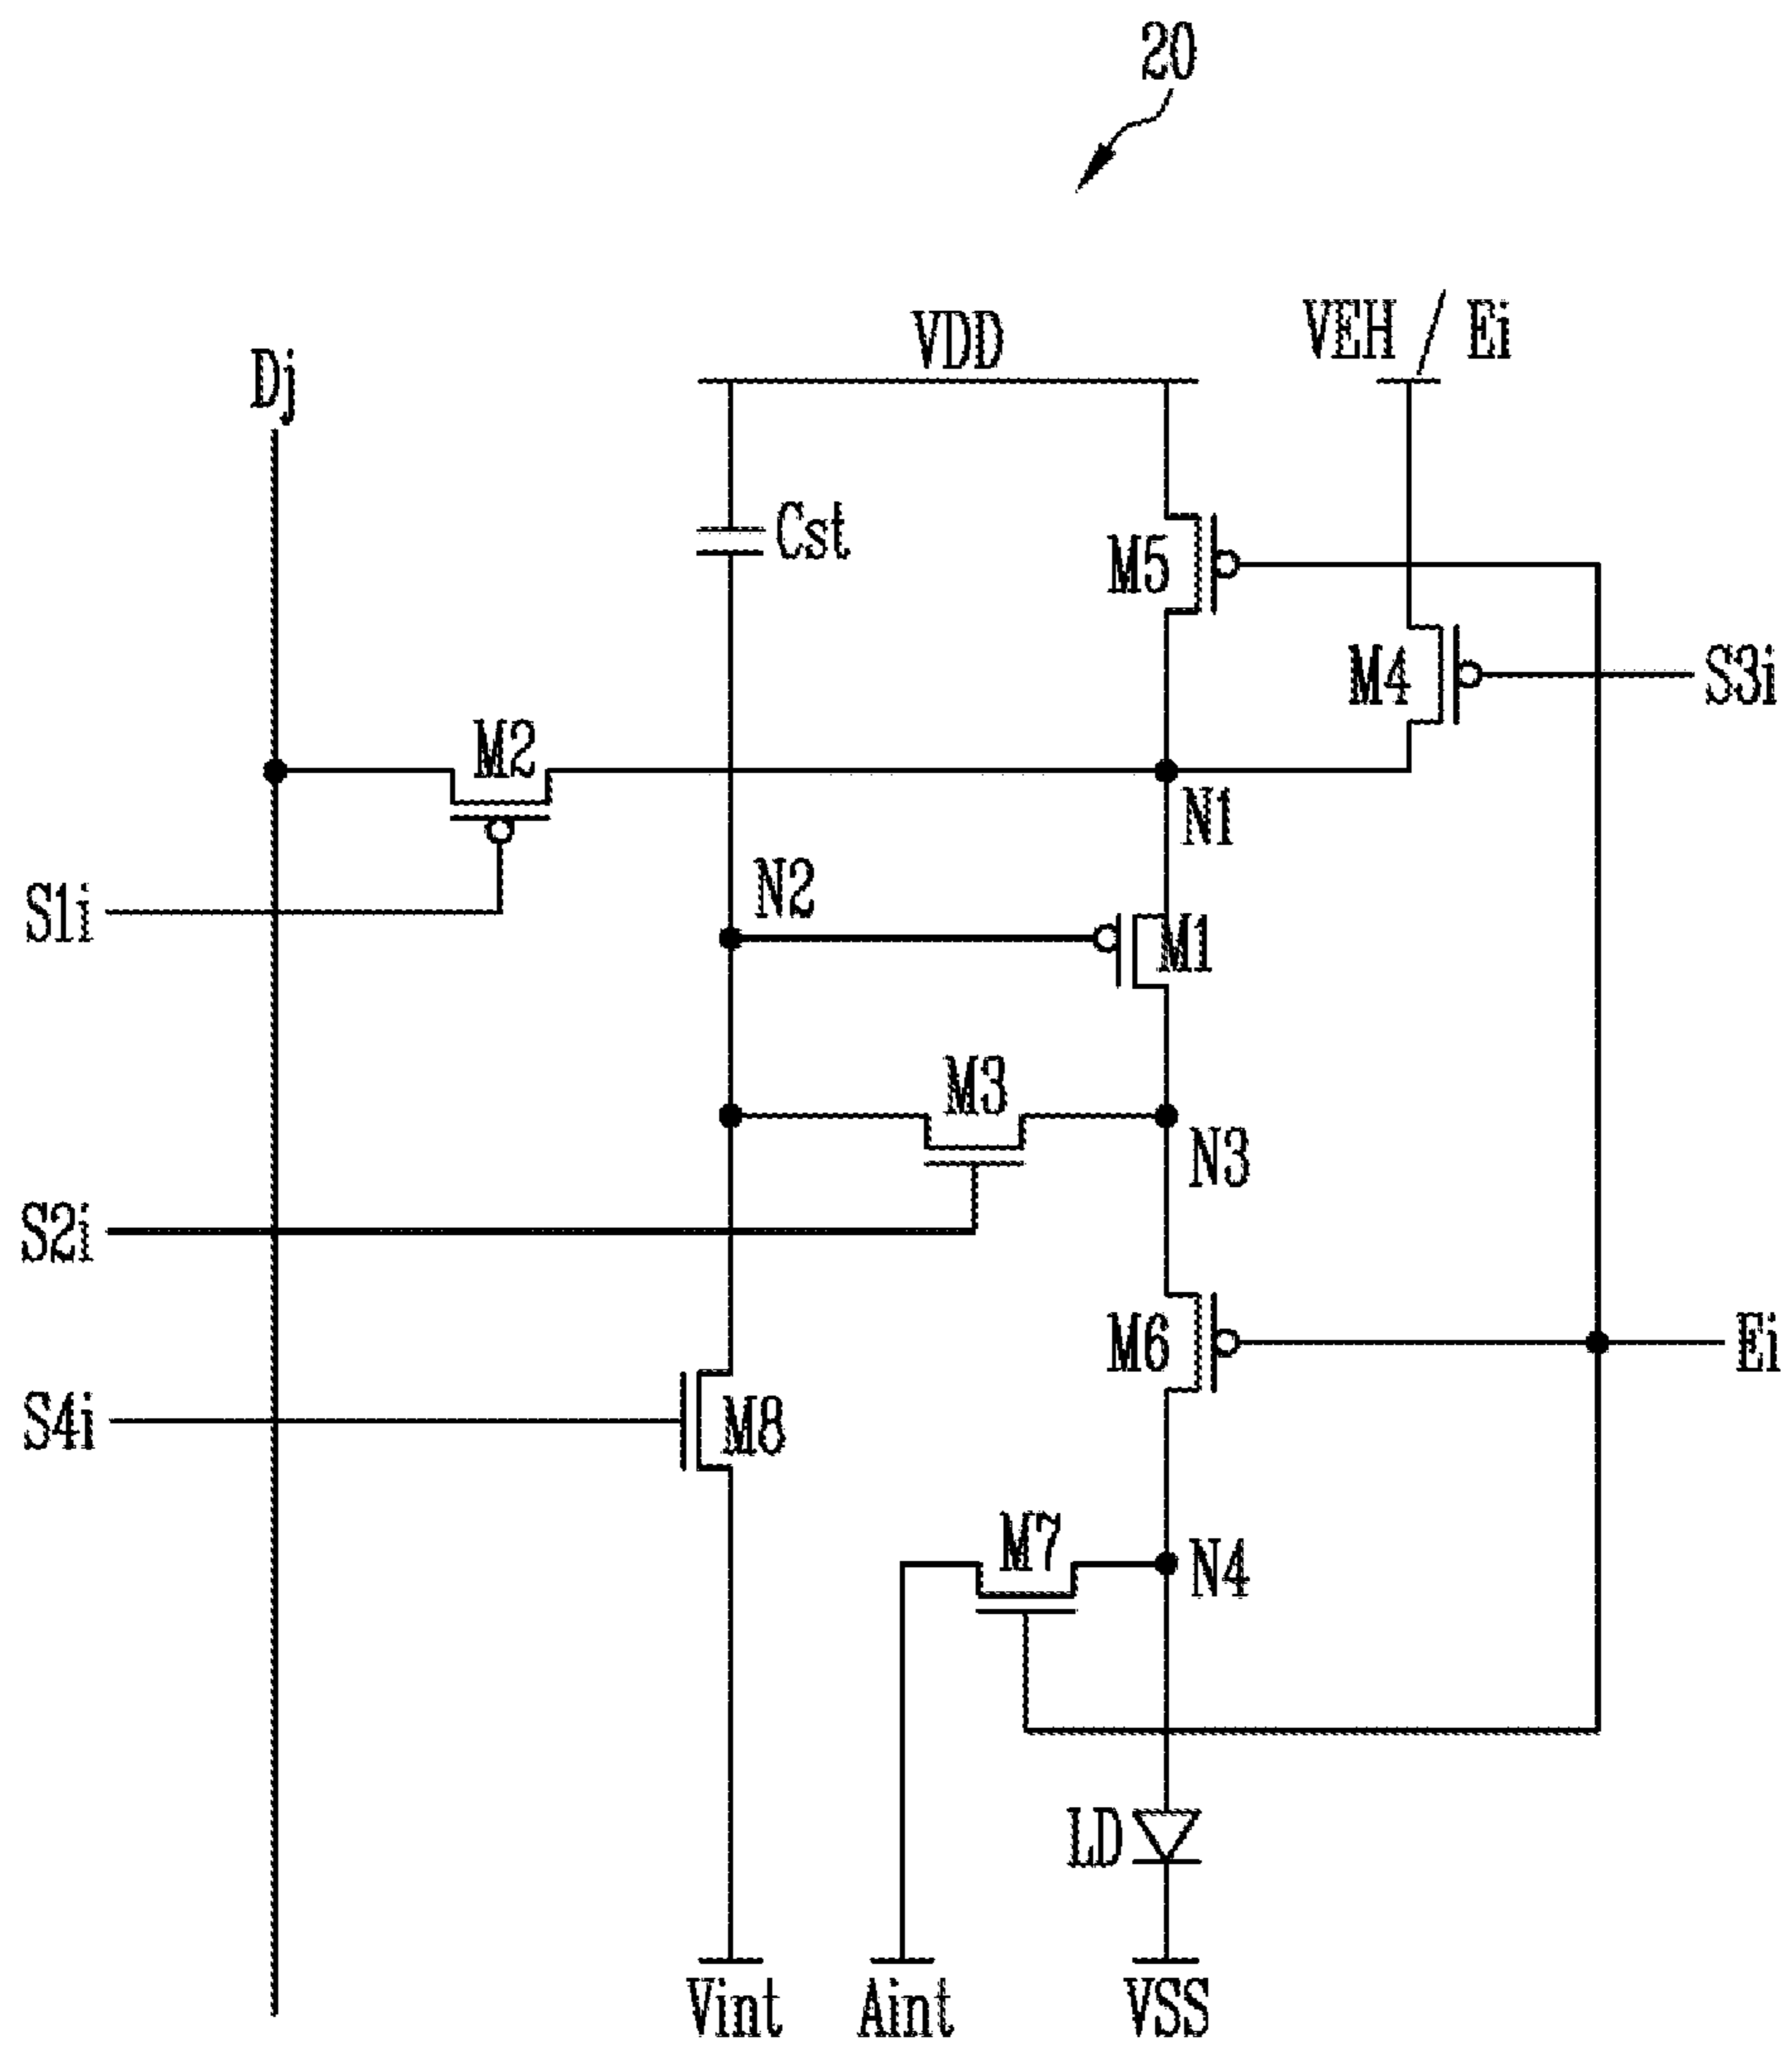 20
VDD
VEH / Ei
Dj
Cst
M5
M4
S3i
M2
N1
N2
S1i
M1
M3
N3
S2i
M6
Ei
S4i
M8
M7
N4
LD
Vint
Aint
VSS